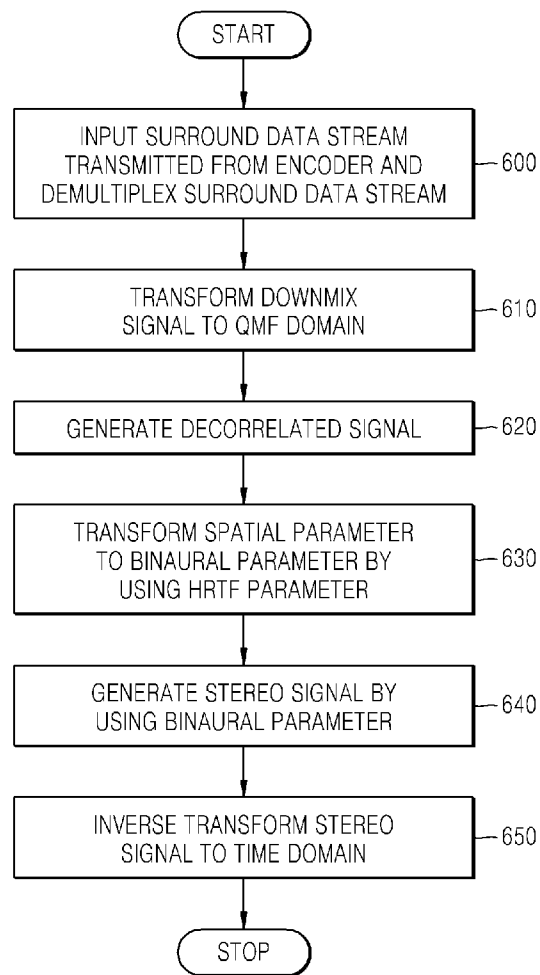 START
INPUT SURROUND DATA STREAM
TRANSMITTED FROM ENCODER AND
DEMULTIPLEX SURROUND DATA STREAM
600
TRANSFORM DOWNMIX
SIGNAL TO QMF DOMAIN
610
GENERATE DECORRELATED SIGNAL
620
TRANSFORM SPATIAL PARAMETER
TO BINAURAL PARAMETER BY
USING HRTF PARAMETER
630
GENERATE STEREO SIGNAL BY
USING BINAURAL PARAMETER
640
INVERSE TRANSFORM STEREO
SIGNAL TO TIME DOMAIN
650
STOP